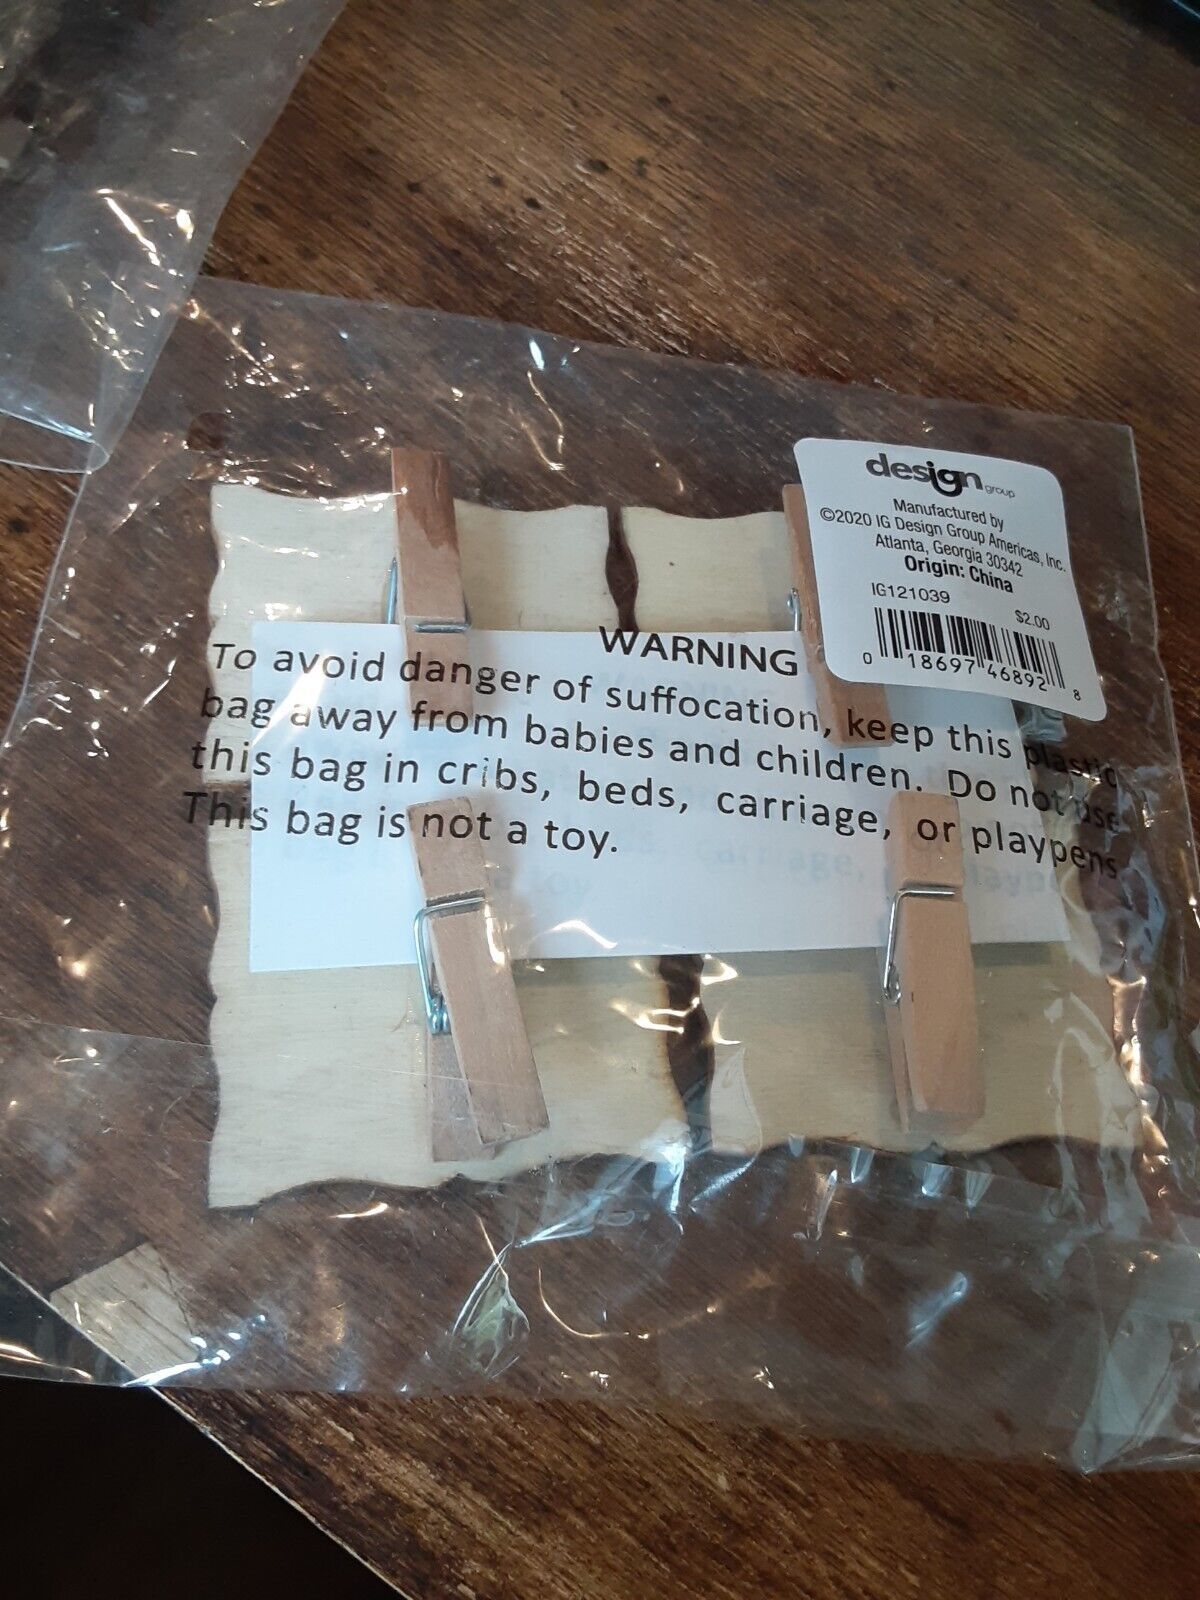 design group
Manufactured by
©2020 IG Design Group Americas, Inc.
Atlanta, Georgia 30342
Origin: China
IG121039
$2.00
0 18697 46892 8
WARNING
To avoid danger of suffocation, keep this plastic
bag away from babies and children. Do not use
this bag in cribs, beds, carriage, or playpens.
This bag is not a toy.